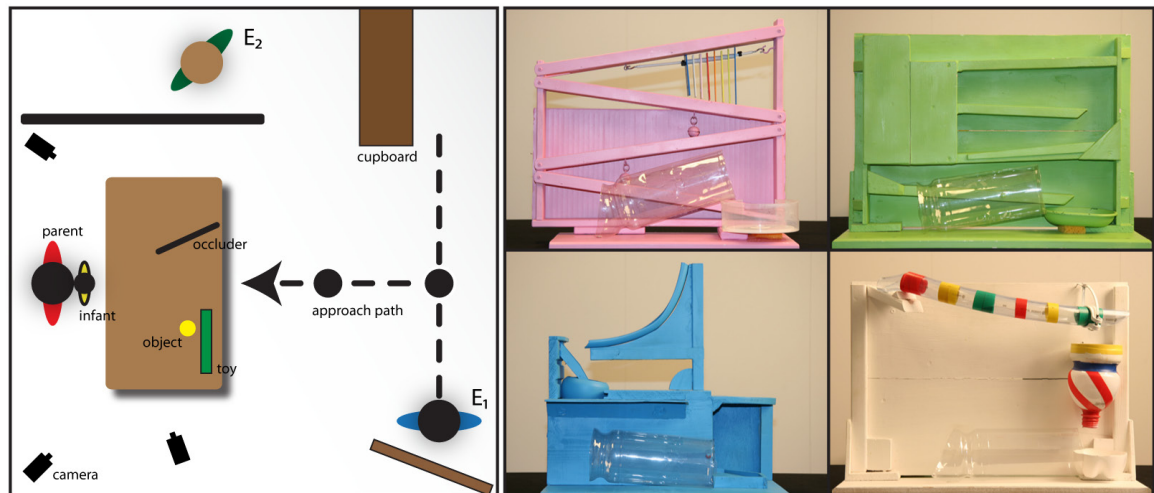 E2
cupboard
parent
occluder
infant
approach path
object
toy
E1
camera